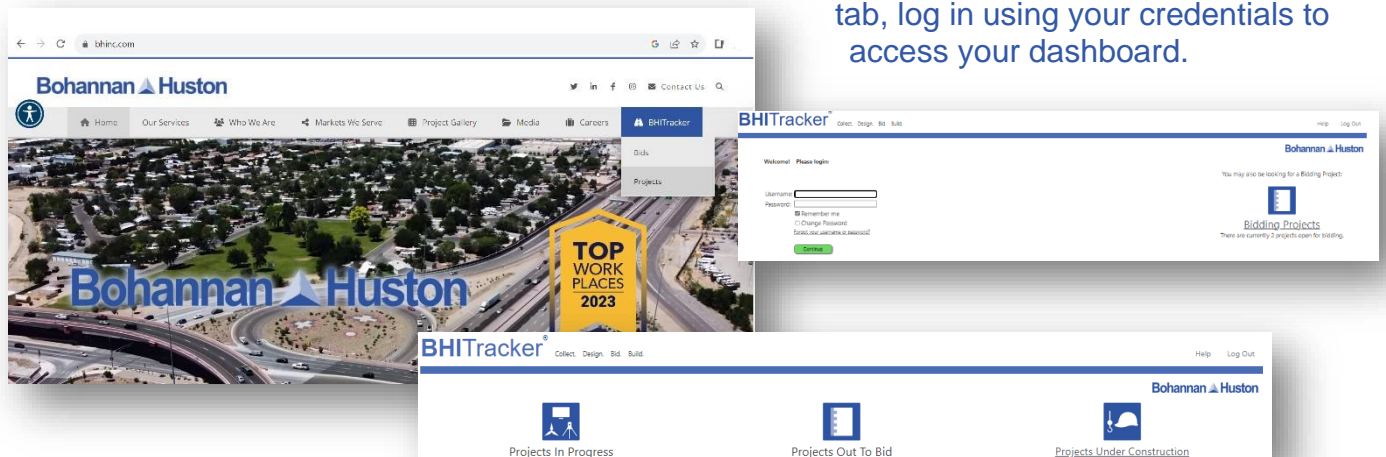 tab, log in using your credentials to
access your dashboard.
bhinc.com
Bohannan Huston
Contact Us
Home Our Services Who We Are Markets We Serve Project Gallery Media Careers BHITracker
Bids
Projects
TOP
WORK
PLACES
2023
Bohannan Huston
BHITracker® Collect. Design. Bid. Build. Help Log Out
Bohannan Huston
Welcome! Please login:
You may also be looking for a Bidding Project:
Username:
Password:
Remember me
Change Password
Forgot your username or password?
Continue
Bidding Projects
There are currently 2 projects open for bidding.
BHITracker® Collect. Design. Bid. Build. Help Log Out
Bohannan Huston
Projects In Progress Projects Out To Bid Projects Under Construction